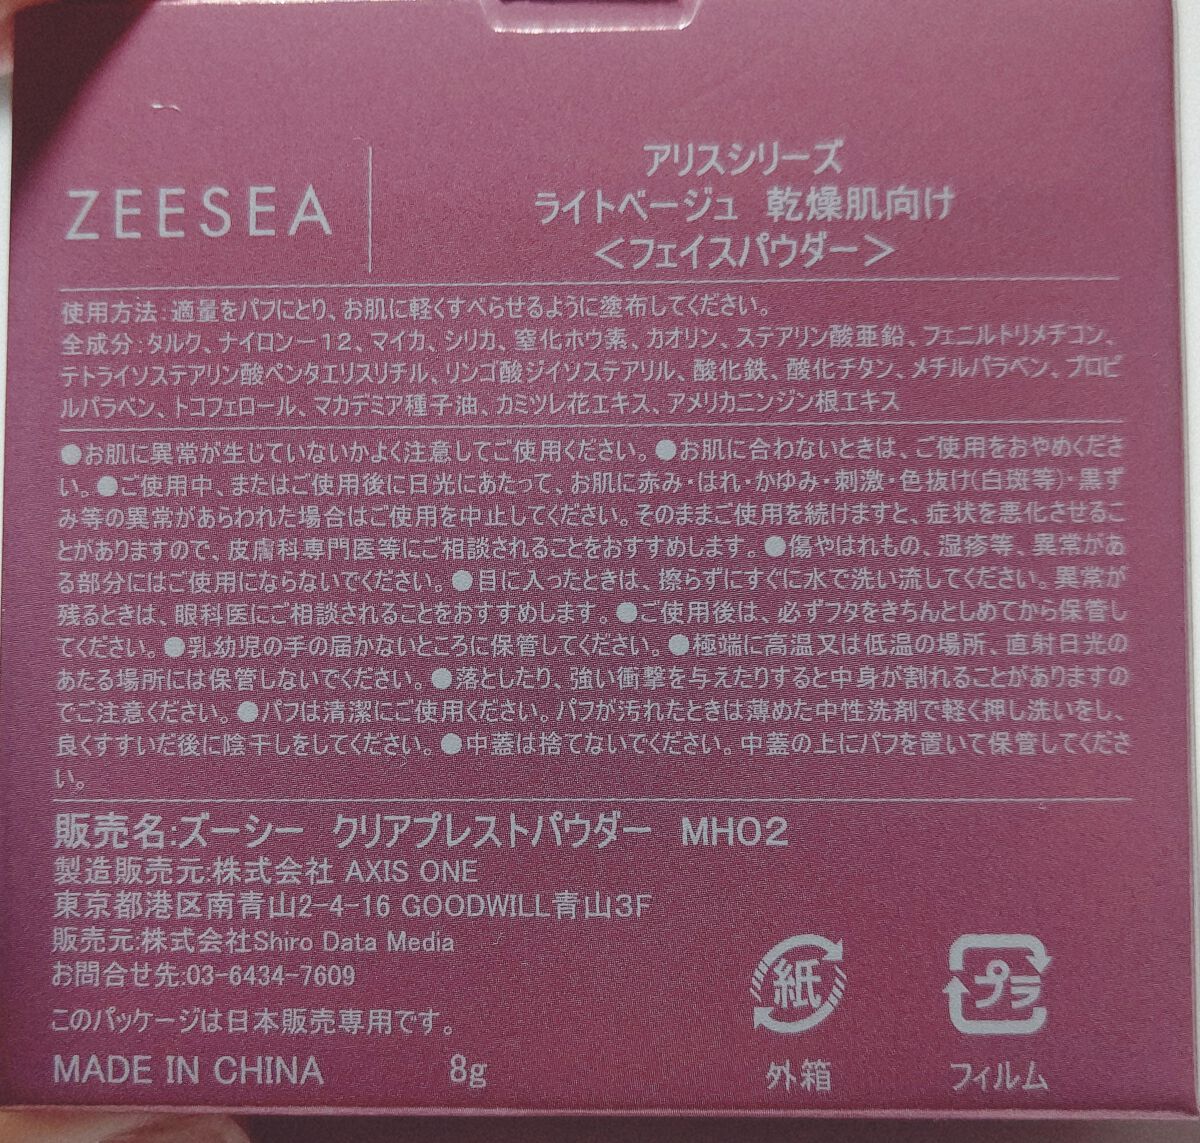 ZEESEA
アリスシリーズ
ライトベージュ 乾燥肌向け
＜フェイスパウダー＞
使用方法:適量をパフにとり、お肌に軽くすべらせるように塗布してください。
全成分:タルク、ナイロン－１２、マイカ、シリカ、窒化ホウ素、カオリン、ステアリン酸亜鉛、フェニルトリメチコン、
テトライソステアリン酸ペンタエリスリチル、リンゴ酸ジイソステアリル、酸化鉄、酸化チタン、メチルパラベン、プロピ
ルパラベン、トコフェロール、マカデミア種子油、カミツレ花エキス、アメリカニンジン根エキス
●お肌に異常が生じていないかよく注意してご使用ください。●お肌に合わないときは、ご使用をおやめくださ
い。●ご使用中、またはご使用後に日光にあたって、お肌に赤み・はれ・かゆみ・刺激・色抜け(白斑等)・黒ず
み等の異常があらわれた場合はご使用を中止してください。そのままご使用を続けますと、症状を悪化させるこ
とがありますので、皮膚科専門医等にご相談されることをおすすめします。●傷やはれもの、湿疹等、異常があ
る部分にはご使用にならないでください。●目に入ったときは、擦らずにすぐに水で洗い流してください。異常が
残るときは、眼科医にご相談されることをおすすめします。●ご使用後は、必ずフタをきちんとしめてから保管し
てください。●乳幼児の手の届かないところに保管してください。●極端に高温又は低温の場所、直射日光の
あたる場所には保管しないでください。●落としたり、強い衝撃を与えたりすると中身が割れることがありますの
でご注意ください。●パフは清潔にご使用ください。パフが汚れたときは薄めた中性洗剤で軽く押し洗いをし、
良くすすいだ後に陰干しをしてください。●中蓋は捨てないでください。中蓋の上にパフを置いて保管してくださ
い。
販売名:ズーシー クリアプレストパウダー MH02
製造販売元:株式会社 AXIS ONE
東京都港区南青山2-4-16 GOODWILL青山3F
販売元:株式会社Shiro Data Media
お問合せ先:03-6434-7609
このパッケージは日本販売専用です。
MADE IN CHINA 8g
紙
外箱
プラ
フィルム